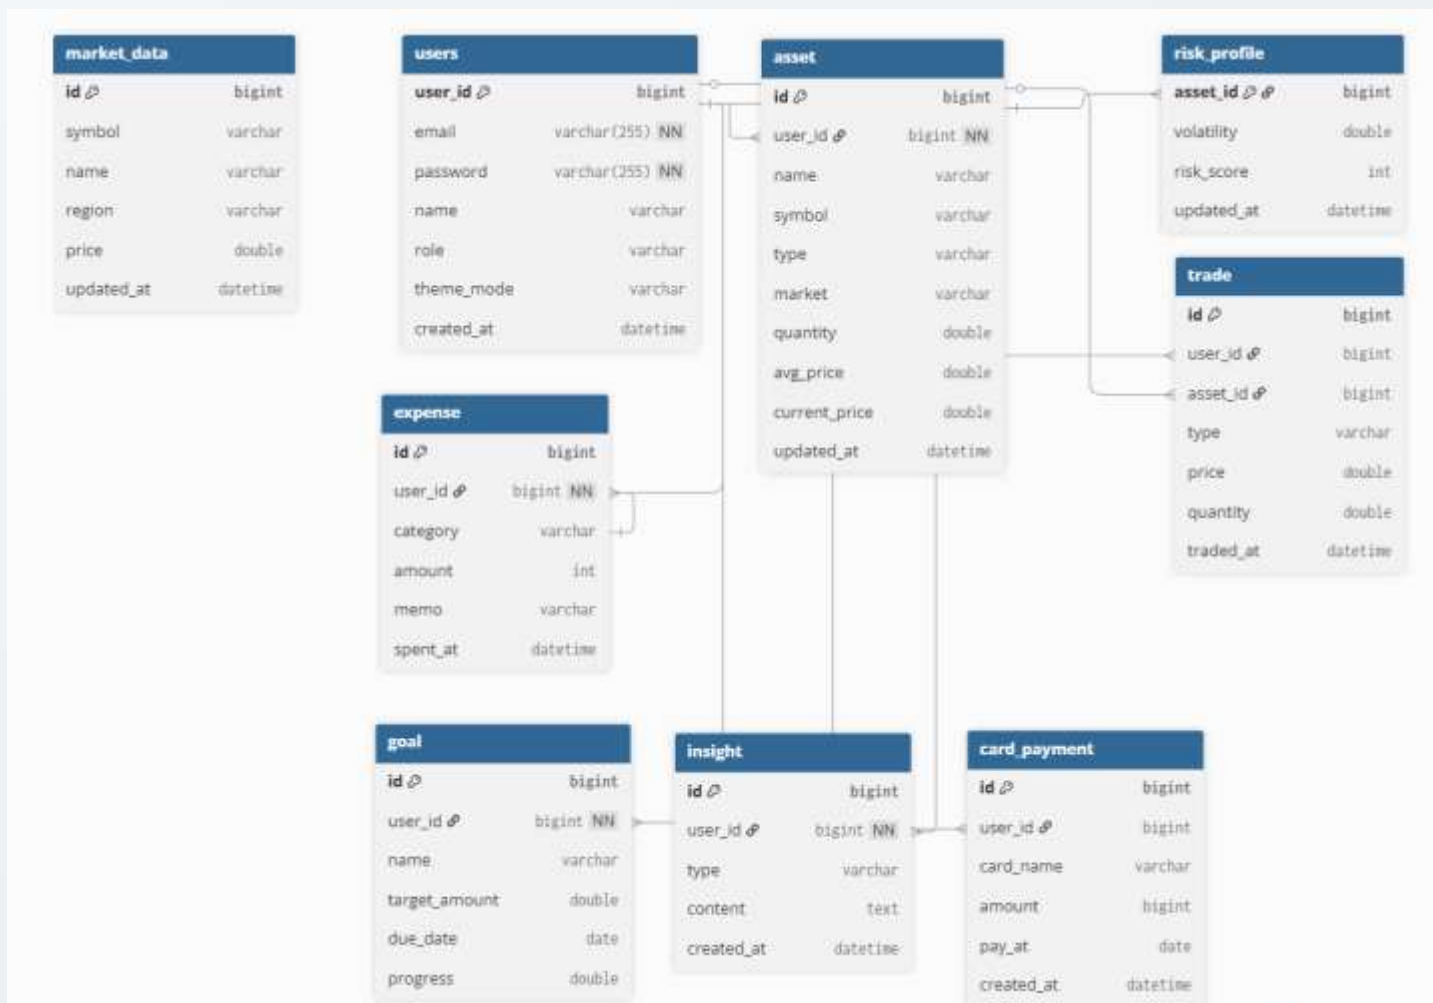 market_data
id bigint
symbol varchar
name varchar
region varchar
price double
updated_at datetime
users
user_id bigint
email varchar(255) NN
password varchar(255) NN
name varchar
role varchar
theme_mode varchar
created_at datetime
asset
id bigint
user_id bigint NN
name varchar
symbol varchar
type varchar
market varchar
quantity double
avg_price double
current_price double
updated_at datetime
risk_profile
asset_id bigint
volatility double
risk_score int
updated_at datetime
trade
id bigint
user_id bigint
asset_id bigint
type varchar
price double
quantity double
traded_at datetime
expense
id bigint
user_id bigint NN
category varchar
amount int
memo varchar
spent_at datetime
goal
id bigint
user_id bigint NN
name varchar
target_amount double
due_date date
progress double
insight
id bigint
user_id bigint NN
type varchar
content text
created_at datetime
card_payment
id bigint
user_id bigint
card_name varchar
amount bigint
pay_at date
created_at datetime